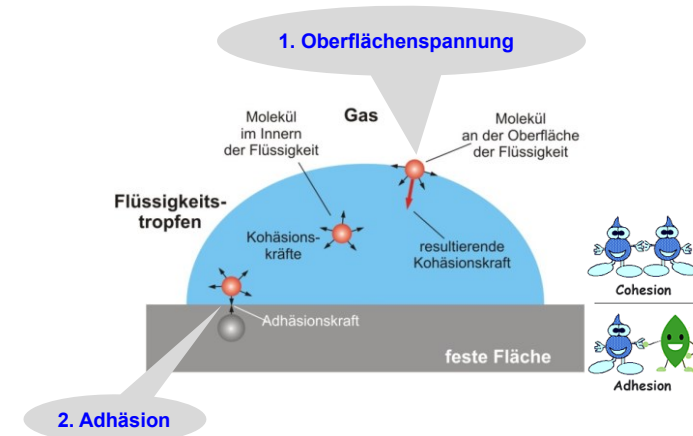 1. Oberflächenspannung
Gas
Molekül
im Innern
der Flüssigkeit
Molekül
an der Oberfläche
der Flüssigkeit
Flüssigkeits-
tropfen
Kohäsions-
kräfte
resultierende
Kohäsionskraft
Adhäsionskraft
feste Fläche
Cohesion
Adhesion
2. Adhäsion